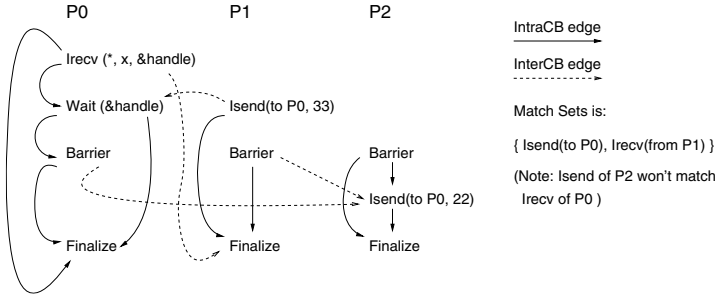 P0 P1 P2
IntraCB edge
Irecv (*, x, &handle)
InterCB edge
Wait (&handle) Isend(to P0, 33)
Match Sets is:
{ Isend(to P0), Irecv(from P1) }
Barrier Barrier Barrier
(Note: Isend of P2 won't match
Irecv of P0 )
Isend(to P0, 22)
Finalize Finalize Finalize